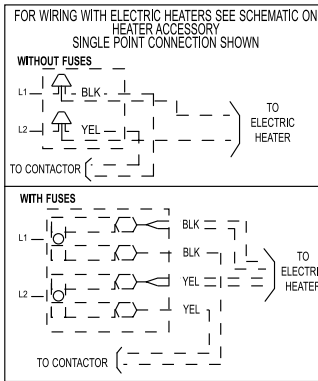 FOR WIRING WITH ELECTRIC HEATERS SEE SCHEMATIC ON
HEATER ACCESSORY
SINGLE POINT CONNECTION SHOWN
WITHOUT FUSES
L1
BLK
TO
ELECTRIC
HEATER
L2
YEL
TO CONTACTOR
WITH FUSES
BLK
L1
BLK
TO
ELECTRI
HEATER
YEL
L2
YEL
TO CONTACTOR